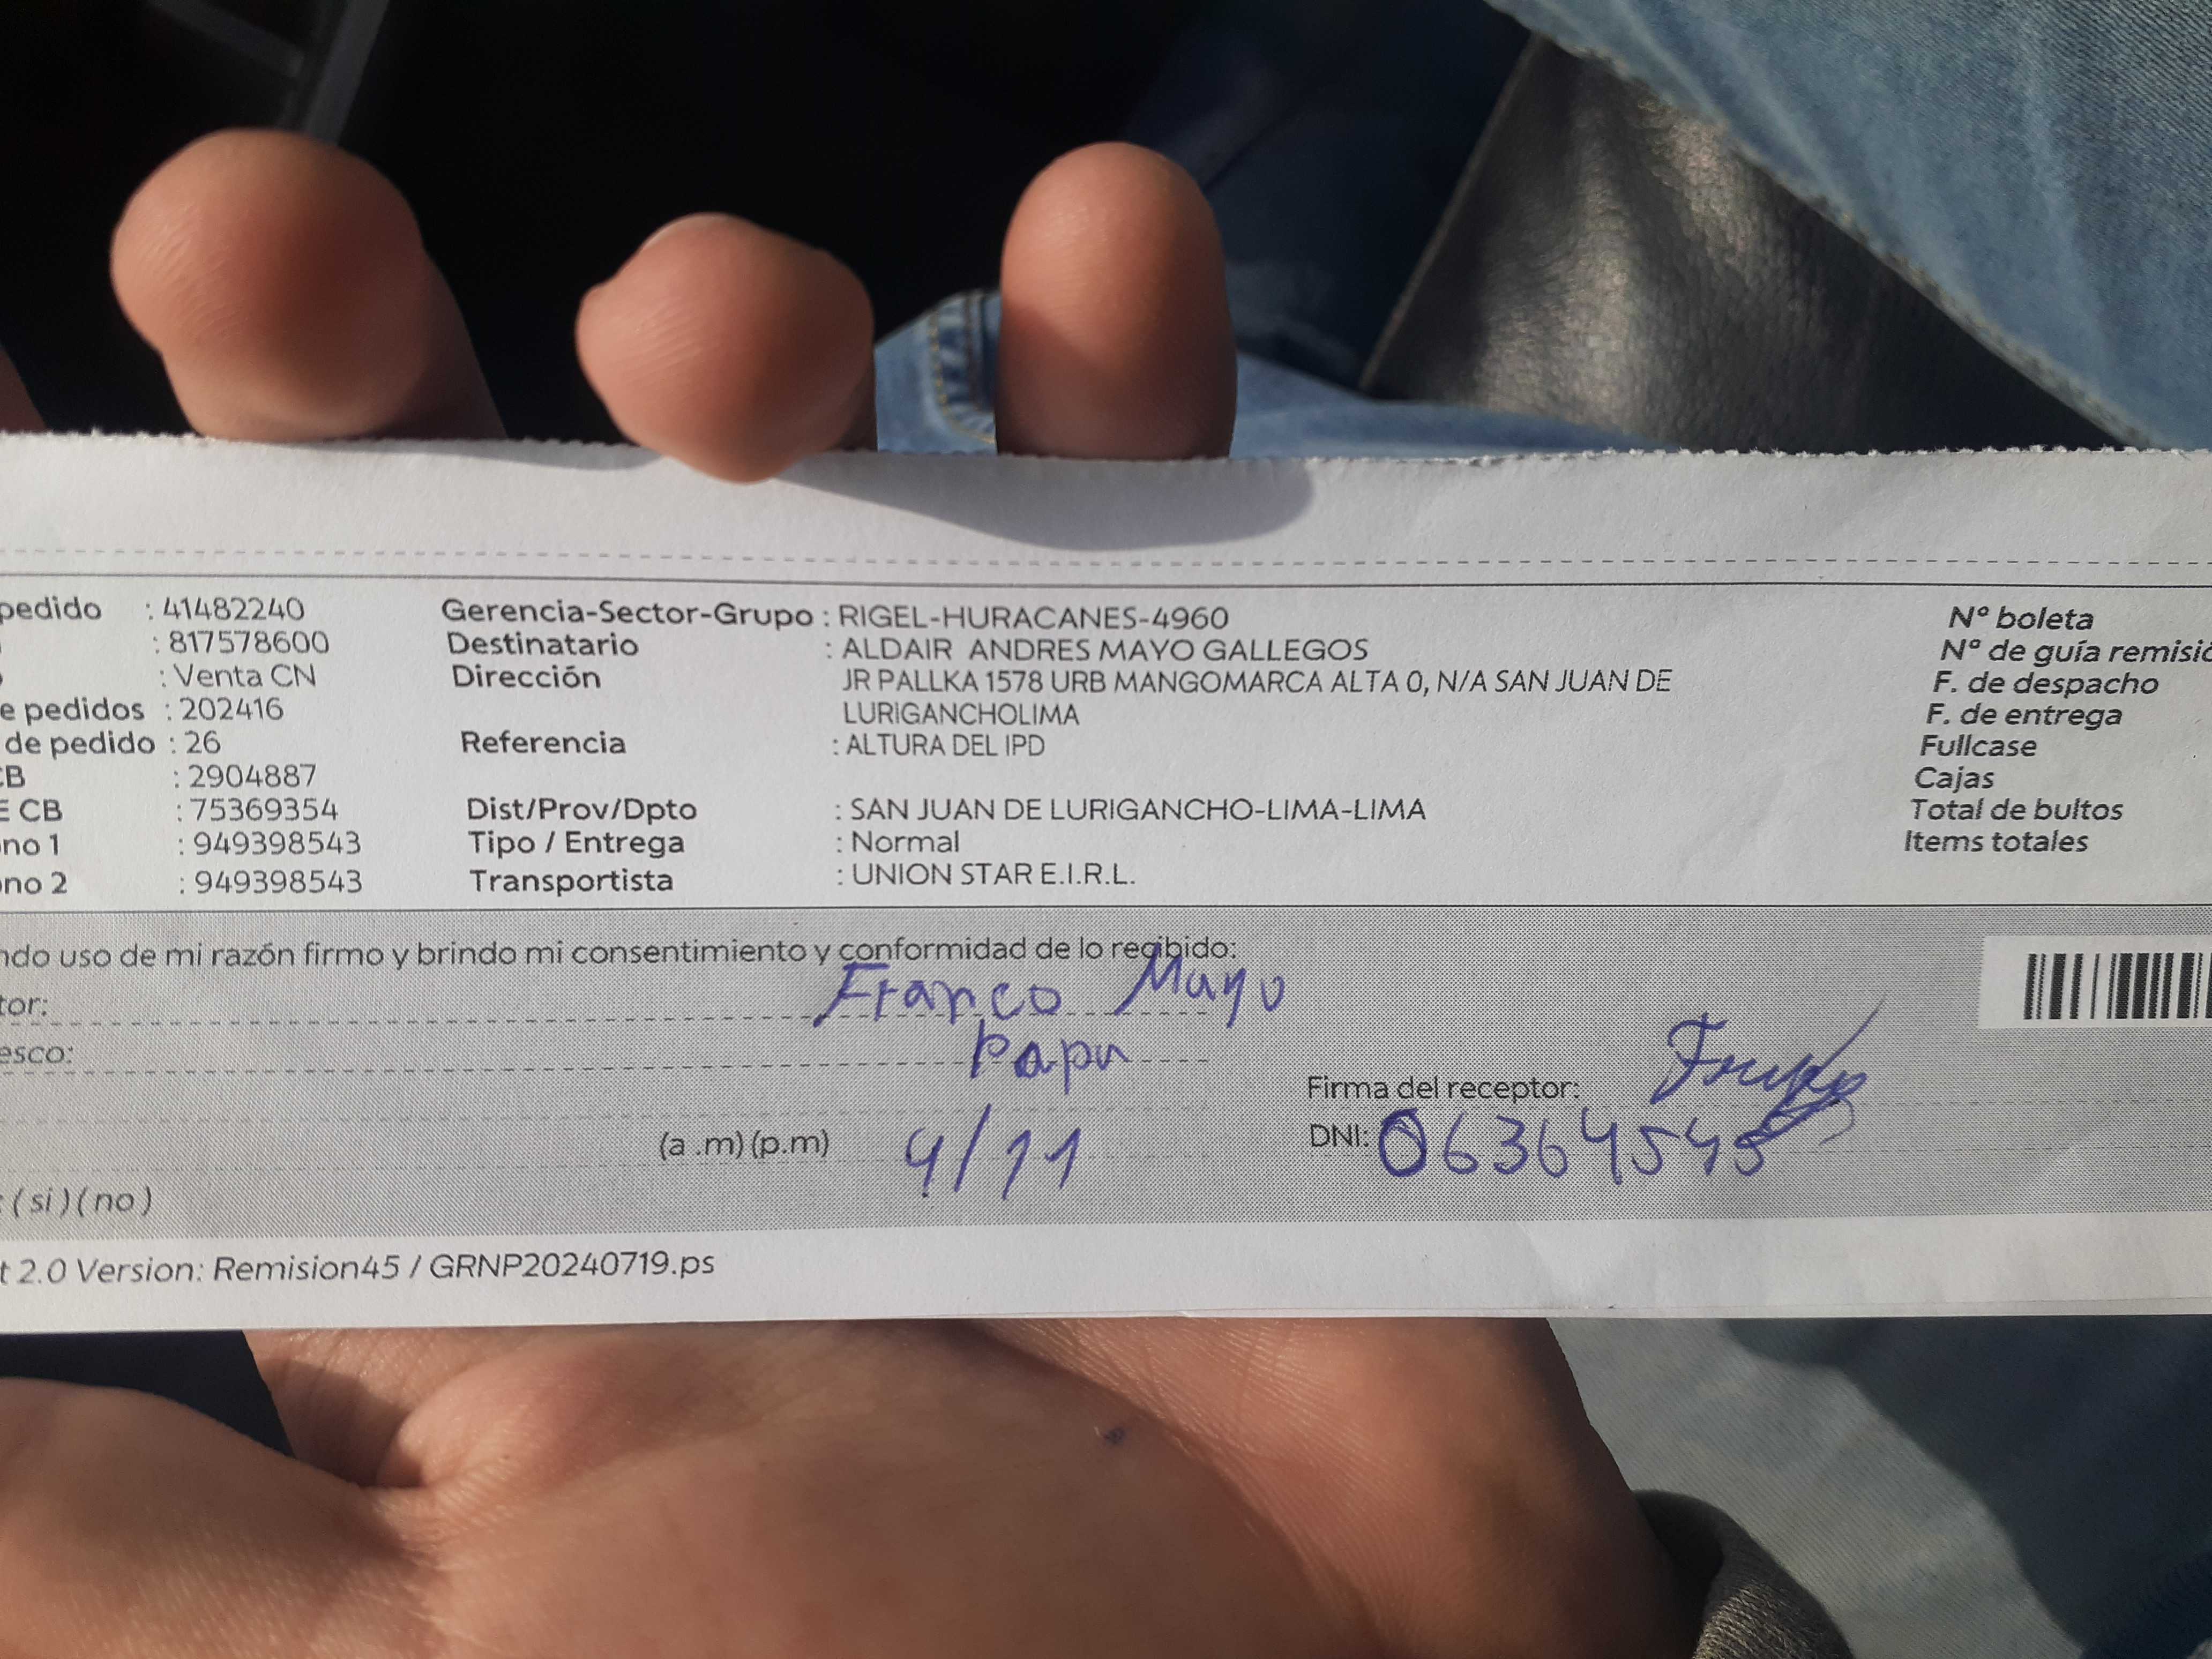 pedido : 41482240 Gerencia-Sector-Grupo : RIGEL-HURACANES-4960 N° boleta
: 817578600 Destinatario : ALDAIR ANDRES MAYO GALLEGOS N° de guía remisió
: Venta CN Dirección JR PALLKA 1578 URB MANGOMARCA ALTA 0, N/A SAN JUAN DE F. de despacho
e pedidos : 202416 LURIGANCHOLIMA F. de entrega
de pedido : 26 Referencia : ALTURA DEL IPD Fullcase
CB : 2904887 Cajas
E CB : 75369354 Dist/Prov/Dpto : SAN JUAN DE LURIGANCHO-LIMA-LIMA Total de bultos
no 1 : 949398543 Tipo / Entrega : Normal Items totales
no 2 : 949398543 Transportista : UNION STAR E.I.R.L.
ndo uso de mi razón firmo y brindo mi consentimiento y conformidad de lo recibido:
tor: Franco Mayo
esco: Papa
Firma del receptor:
(a .m) (p.m) 4/11 DNI: 06364545
: ( si ) ( no )
t 2.0 Version: Remision45 / GRNP20240719.ps